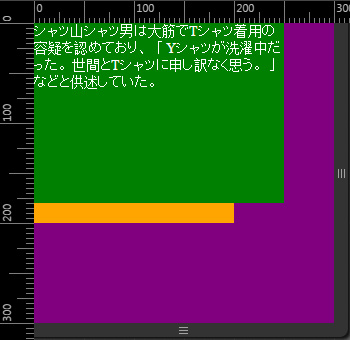 0 100 200
0
100
200
300
シャツ山シャツ男は大筋でTシャツ着用の
容疑を認めており、「Yシャツが洗濯中だ
った。世間とTシャツに申し訳なく思う。」
などと供述していた。